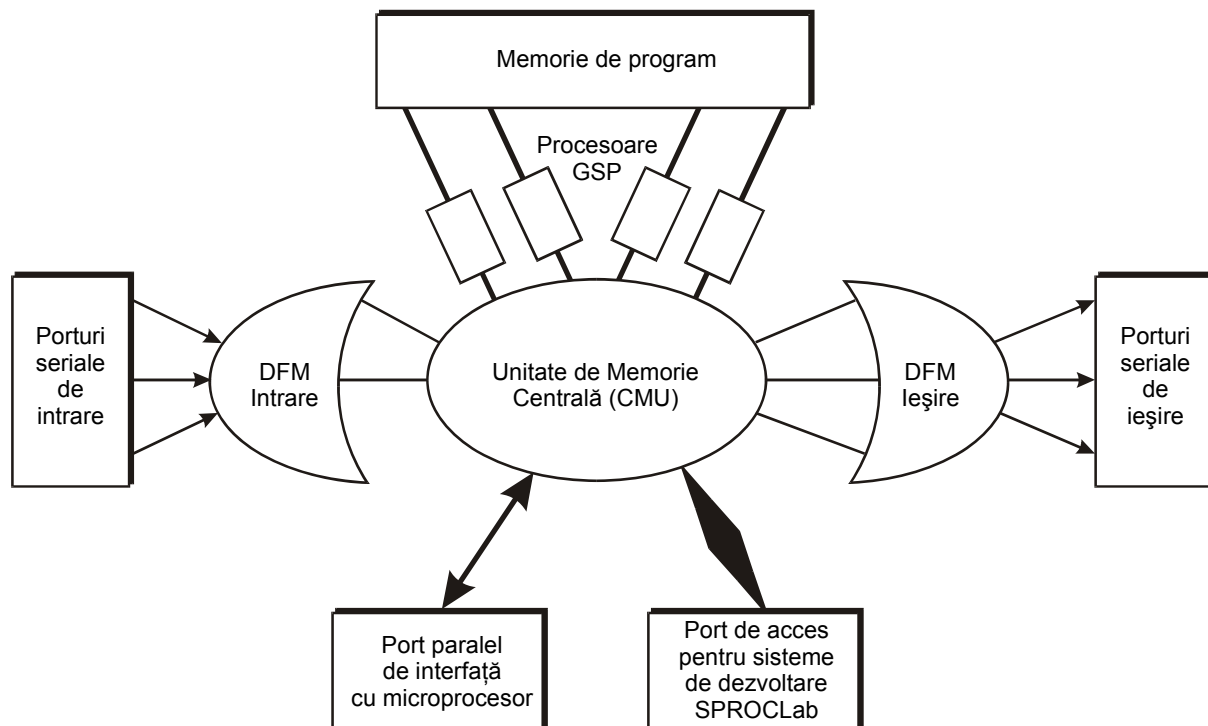 Memorie de program
Procesoare
GSP
Porturi
seriale
de
intrare
DFM
Intrare
Unitate de Memorie
Centrală (CMU)
DFM
Ieşire
Porturi
seriale
de
ieşire
Port paralel
de interfaţă
cu microprocesor
Port de acces
pentru sisteme
de dezvoltare
SPROCLab